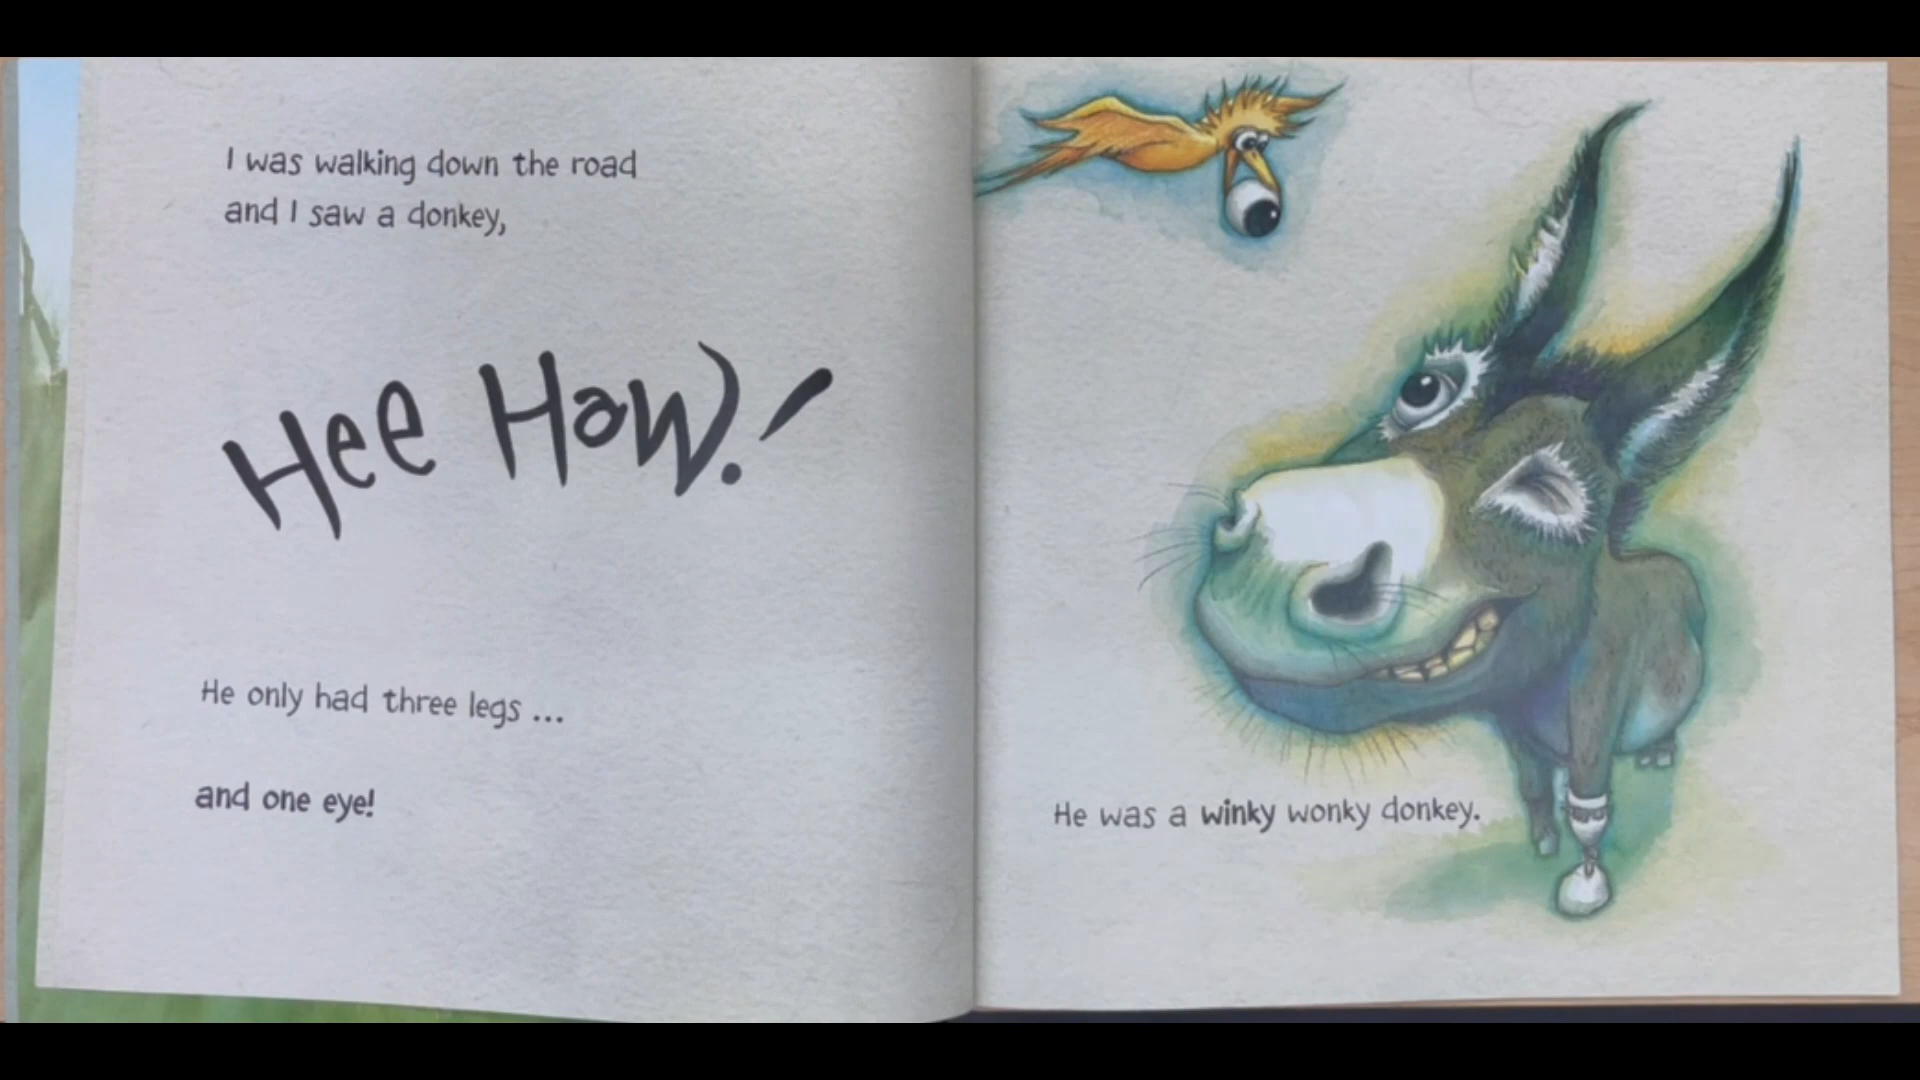 I was walking down the road
and I saw a donkey,
Hee Haw!
He only had three legs ...
and one eye!
He was a winky wonky donkey.